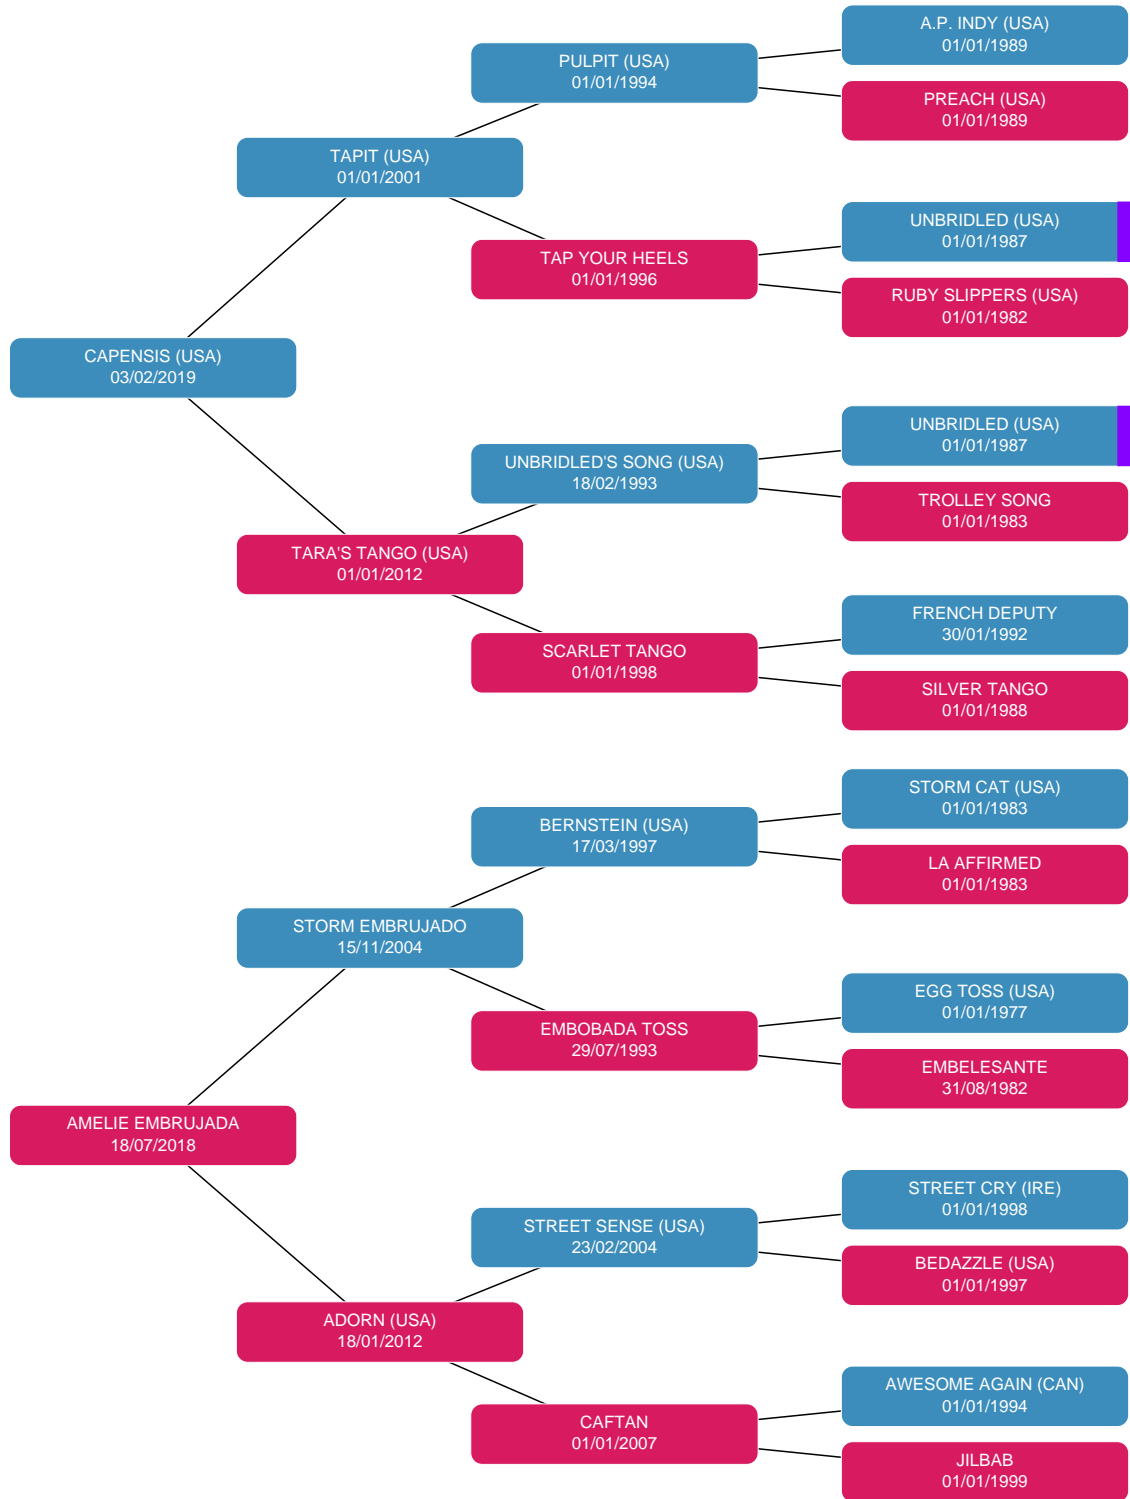 A.P. INDY (USA)
01/01/1989
PULPIT (USA)
01/01/1994
PREACH (USA)
01/01/1989
TAPIT (USA)
01/01/2001
UNBRIDLED (USA)
01/01/1987
TAP YOUR HEELS
01/01/1996
RUBY SLIPPERS (USA)
01/01/1982
CAPENSIS (USA)
03/02/2019
UNBRIDLED (USA)
01/01/1987
UNBRIDLED'S SONG (USA)
18/02/1993
TROLLEY SONG
01/01/1983
TARA'S TANGO (USA)
01/01/2012
FRENCH DEPUTY
30/01/1992
SCARLET TANGO
01/01/1998
SILVER TANGO
01/01/1988
STORM CAT (USA)
01/01/1983
BERNSTEIN (USA)
17/03/1997
LA AFFIRMED
01/01/1983
STORM EMBRUJADO
15/11/2004
EGG TOSS (USA)
01/01/1977
EMBOBADA TOSS
29/07/1993
EMBELESANTE
31/08/1982
AMELIE EMBRUJADA
18/07/2018
STREET CRY (IRE)
01/01/1998
STREET SENSE (USA)
23/02/2004
BEDAZZLE (USA)
01/01/1997
ADORN (USA)
18/01/2012
AWESOME AGAIN (CAN)
01/01/1994
CAFTAN
01/01/2007
JILBAB
01/01/1999